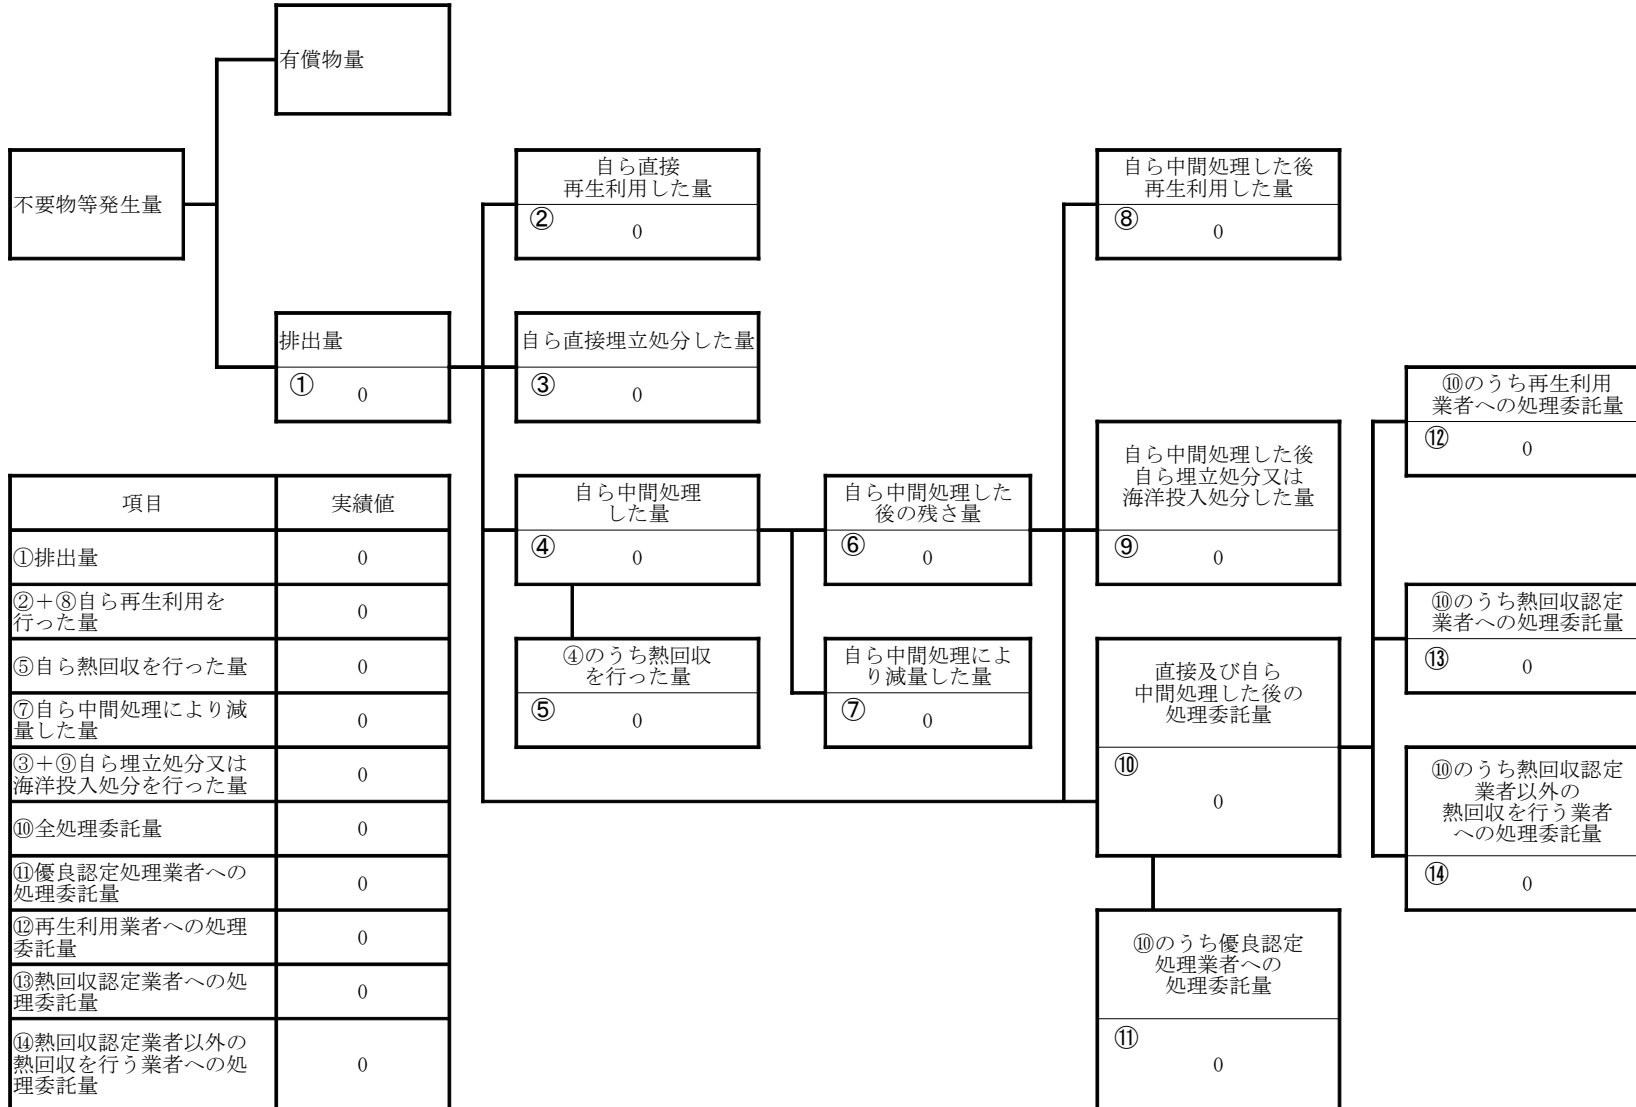 有償物量
不要物等発生量
自ら直接
再生利用した量
②
0
自ら中間処理した後
再生利用した量
⑧
0
排出量
①
0
自ら直接埋立処分した量
③
0
⑩のうち再生利用
業者への処理委託量
⑫
0
自ら中間処理
した量
④
0
自ら中間処理した
後の残さ量
⑥
0
自ら中間処理した後
自ら埋立処分又は
海洋投入処分した量
⑨
0
④のうち熱回収
を行った量
⑤
0
自ら中間処理によ
り減量した量
⑦
0
直接及び自ら
中間処理した後の
処理委託量
⑩
0
⑩のうち熱回収認定
業者への処理委託量
⑬
0
⑩のうち熱回収認定
業者以外の
熱回収を行う業者
への処理委託量
⑭
0
⑩のうち優良認定
処理業者への
処理委託量
⑪
0
項目 実績値
①排出量 0
②＋⑧自ら再生利用を
行った量 0
⑤自ら熱回収を行った量 0
⑦自ら中間処理により減
量した量 0
③＋⑨自ら埋立処分又は
海洋投入処分を行った量 0
⑩全処理委託量 0
⑪優良認定処理業者への
処理委託量 0
⑫再生利用業者への処理
委託量 0
⑬熱回収認定業者への処
理委託量 0
⑭熱回収認定業者以外の
熱回収を行う業者への処
理委託量 0